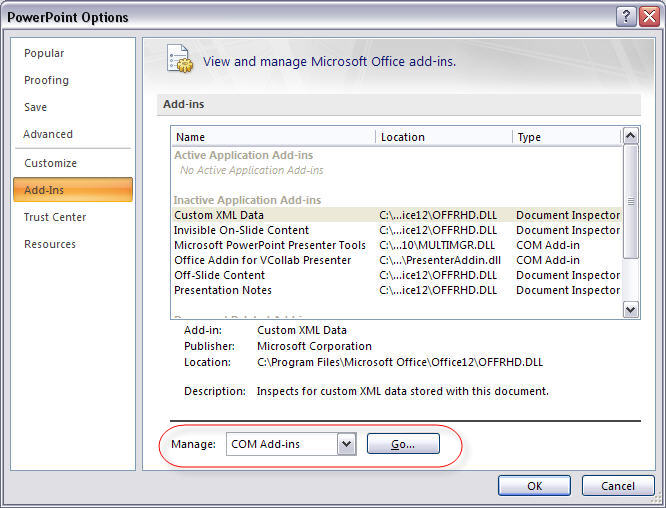 PowerPoint Options
Popular
Proofing
Save
Advanced
Customize
Add-Ins
Trust Center
Resources
View and manage Microsoft Office add-ins.
Add-ins
Name Location Type
Active Application Add-ins
No Active Application Add-ins
Inactive Application Add-ins
Custom XML Data C:\...ice12\OFFRHD.DLL Document Inspector
Invisible On-Slide Content C:\...ice12\OFFRHD.DLL Document Inspector
Microsoft PowerPoint Presenter Tools C:\...10\MULTIMGR.DLL COM Add-in
Office Addin for VCollab Presenter C:\...\PresenterAddin.dll COM Add-in
Off-Slide Content C:\...ice12\OFFRHD.DLL Document Inspector
Presentation Notes C:\...ice12\OFFRHD.DLL Document Inspector
Add-in: Custom XML Data
Publisher: Microsoft Corporation
Location: C:\Program Files\Microsoft Office\Office12\OFFRHD.DLL
Description: Inspects for custom XML data stored with this document.
Manage: COM Add-ins Go...
OK Cancel